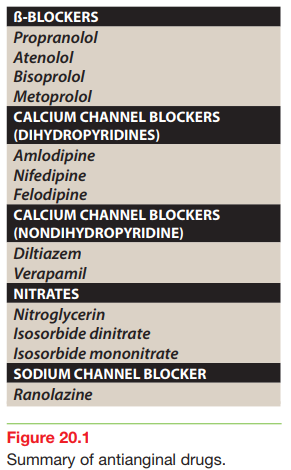 ß-BLOCKERS
Propranolol
Atenolol
Bisoprolol
Metoprolol
CALCIUM CHANNEL BLOCKERS
(DIHYDROPYRIDINES)
Amlodipine
Nifedipine
Felodipine
CALCIUM CHANNEL BLOCKERS
(NONDIHYDROPYRIDINE)
Diltiazem
Verapamil
NITRATES
Nitroglycerin
Isosorbide dinitrate
Isosorbide mononitrate
SODIUM CHANNEL BLOCKER
Ranolazine
Figure 20.1
Summary of antianginal drugs.